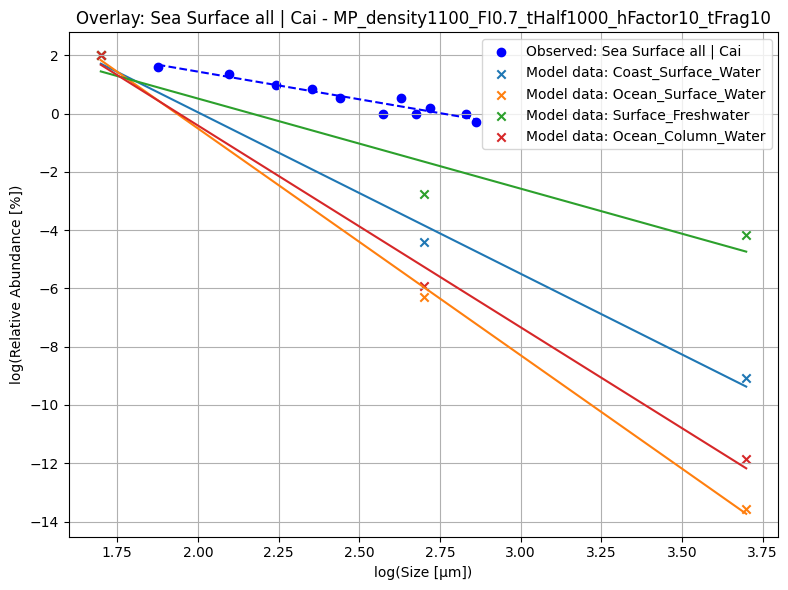 Overlay: Sea Surface all | Cai - MP_density1100_FI0.7_tHalf1000_hFactor10_tFrag10
Observed: Sea Surface all | Cai
Model data: Coast_Surface_Water
Model data: Ocean_Surface_Water
Model data: Surface_Freshwater
Model data: Ocean_Column_Water
log(Relative Abundance [%])
2
0
−2
−4
−6
−8
−10
−12
−14
1.75 2.00 2.25 2.50 2.75 3.00 3.25 3.50 3.75
log(Size [μm])